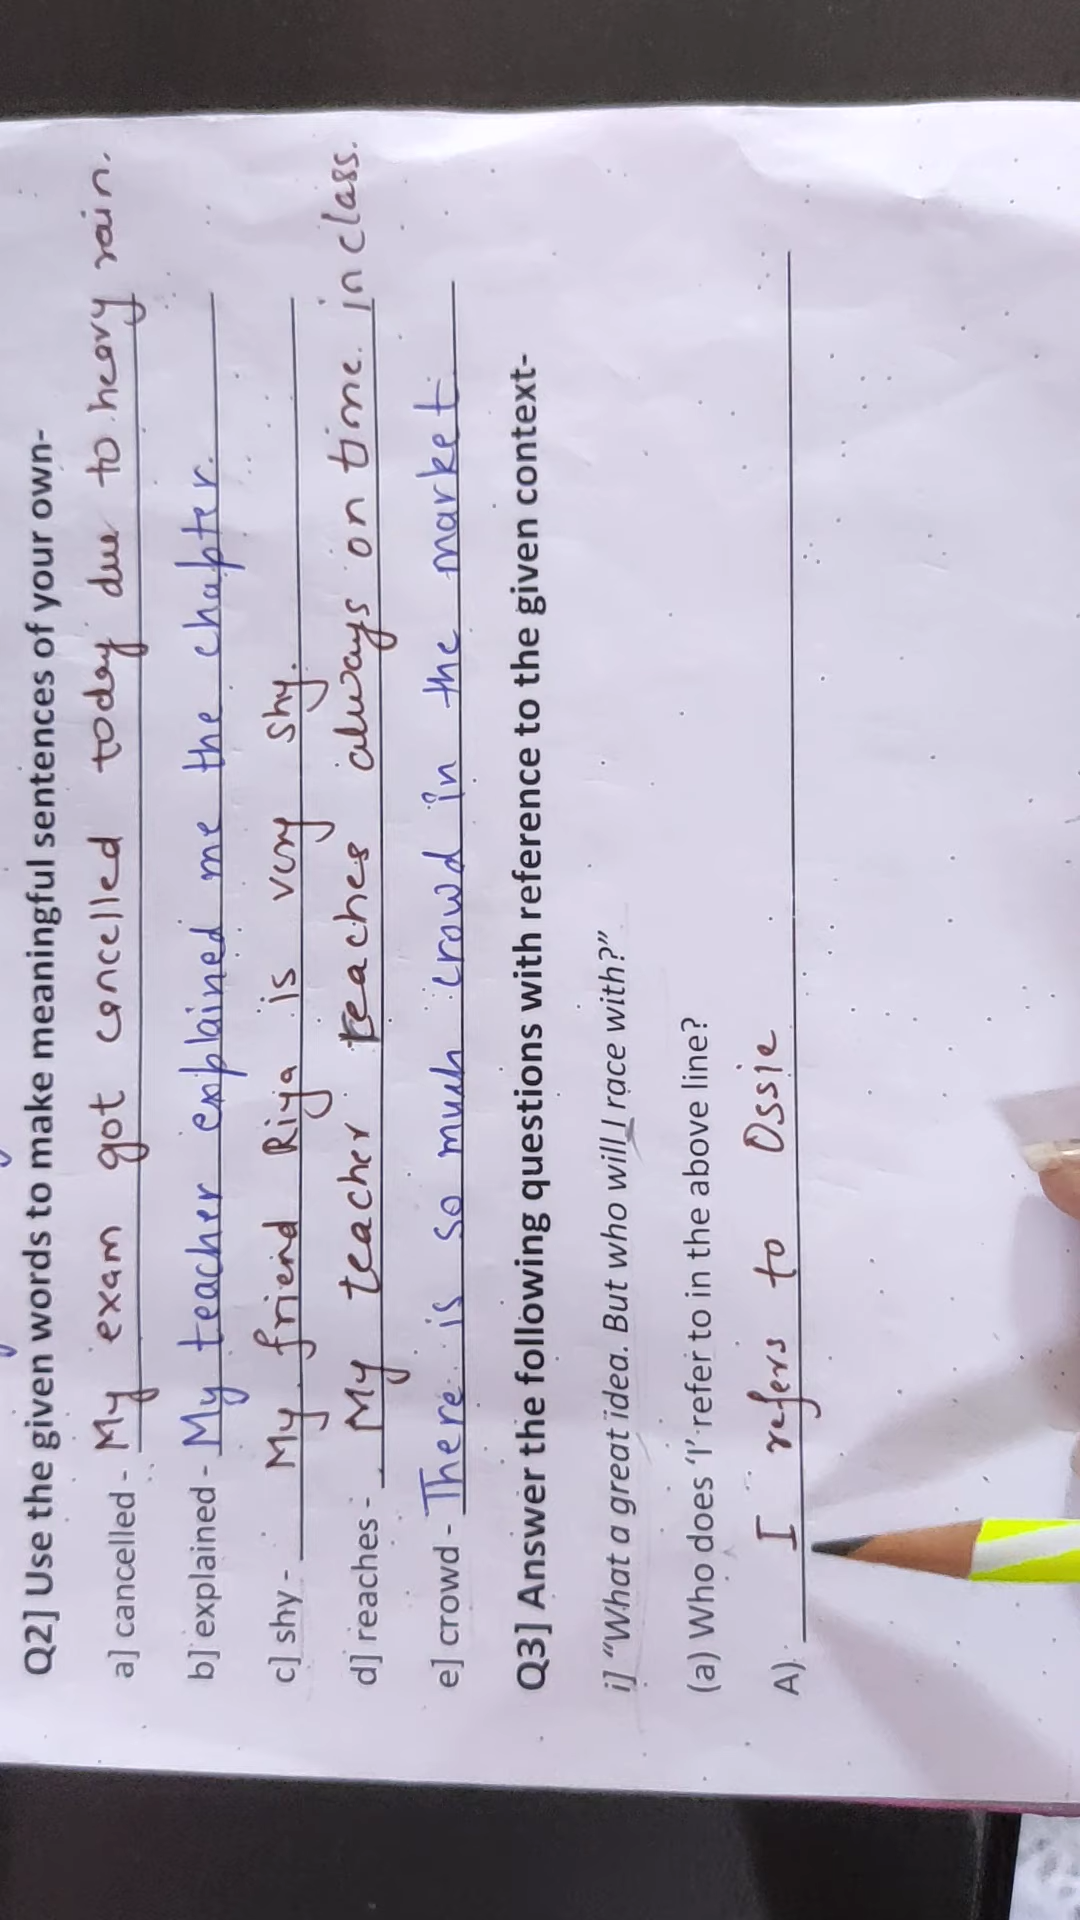 Q2] Use the given words to make meaningful sentences of your own-
a] cancelled - My exam got cancelled today due to heavy rain.
b] explained - My teacher explained me the chapter.
c] shy - My friend Riya is very shy.
d] reaches - My teacher reaches always on time in class.
e] crowd - There is so much crowd in the market.
Q3] Answer the following questions with reference to the given context-
i] “What a great idea. But who will I race with?”
(a) Who does ‘I’ refer to in the above line?
A). I refers to Ossie